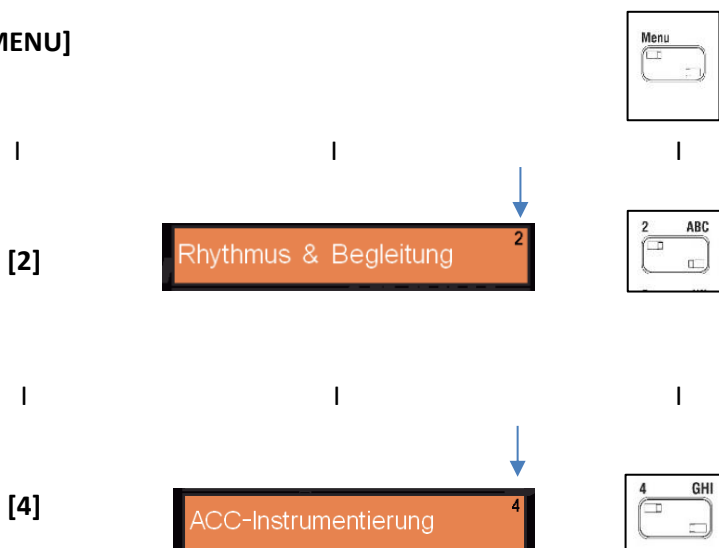 MENU]
Menu
I I I
2
[2] Rhythmus & Begleitung 2 ABC
I I I
4
[4] ACC-Instrumentierung 4 GHI